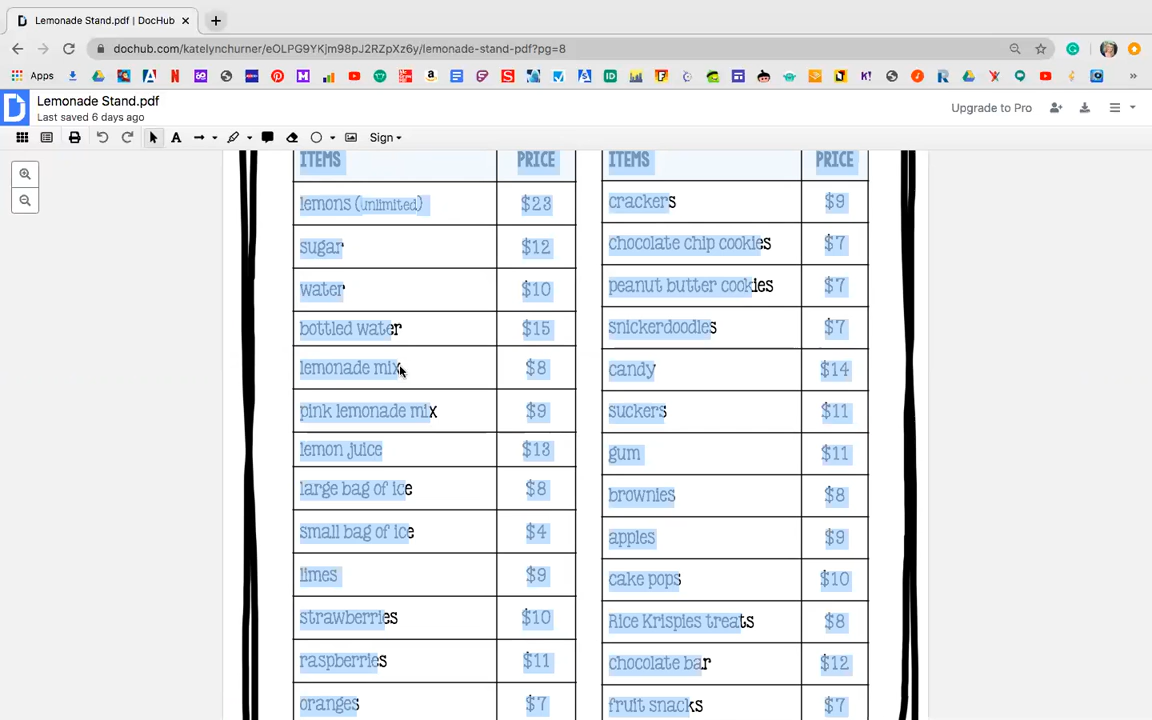 Lemonade Stand.pdf | DocHub
dochub.com/katelynchurner/eOLPG9YKjm98pJ2RZpXz6y/lemonade-stand-pdf?pg=8
Apps
Lemonade Stand.pdf
Last saved 6 days ago
Upgrade to Pro
Sign
ITEMS PRICE
lemons (unlimited) $23
sugar $12
water $10
bottled water $15
lemonade mix $8
pink lemonade mix $9
lemon juice $13
large bag of ice $8
small bag of ice $4
limes $9
strawberries $10
raspberries $11
oranges $7
ITEMS PRICE
crackers $9
chocolate chip cookies $7
peanut butter cookies $7
snickerdoodles $7
candy $14
suckers $11
gum $11
brownies $8
apples $9
cake pops $10
Rice Krispies treats $8
chocolate bar $12
fruit snacks $7